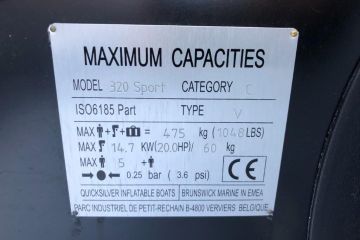 MAXIMUM CAPACITIES
MODEL 320 Sport CATEGORY C
ISO6185 Part TYPE V
MAX + + = 475 kg (1048LBS)
MAX 14.7 KW(20.0HP)/ 60 kg
MAX 5 +
0.25 bar ( 3.6 psi) CE
QUICKSILVER INFLATABLE BOATS BRUNSWICK MARINE IN EMEA
PARC INDUSTRIEL DE PETIT-RECHAIN B-4800 VERVIERS BELGIQUE